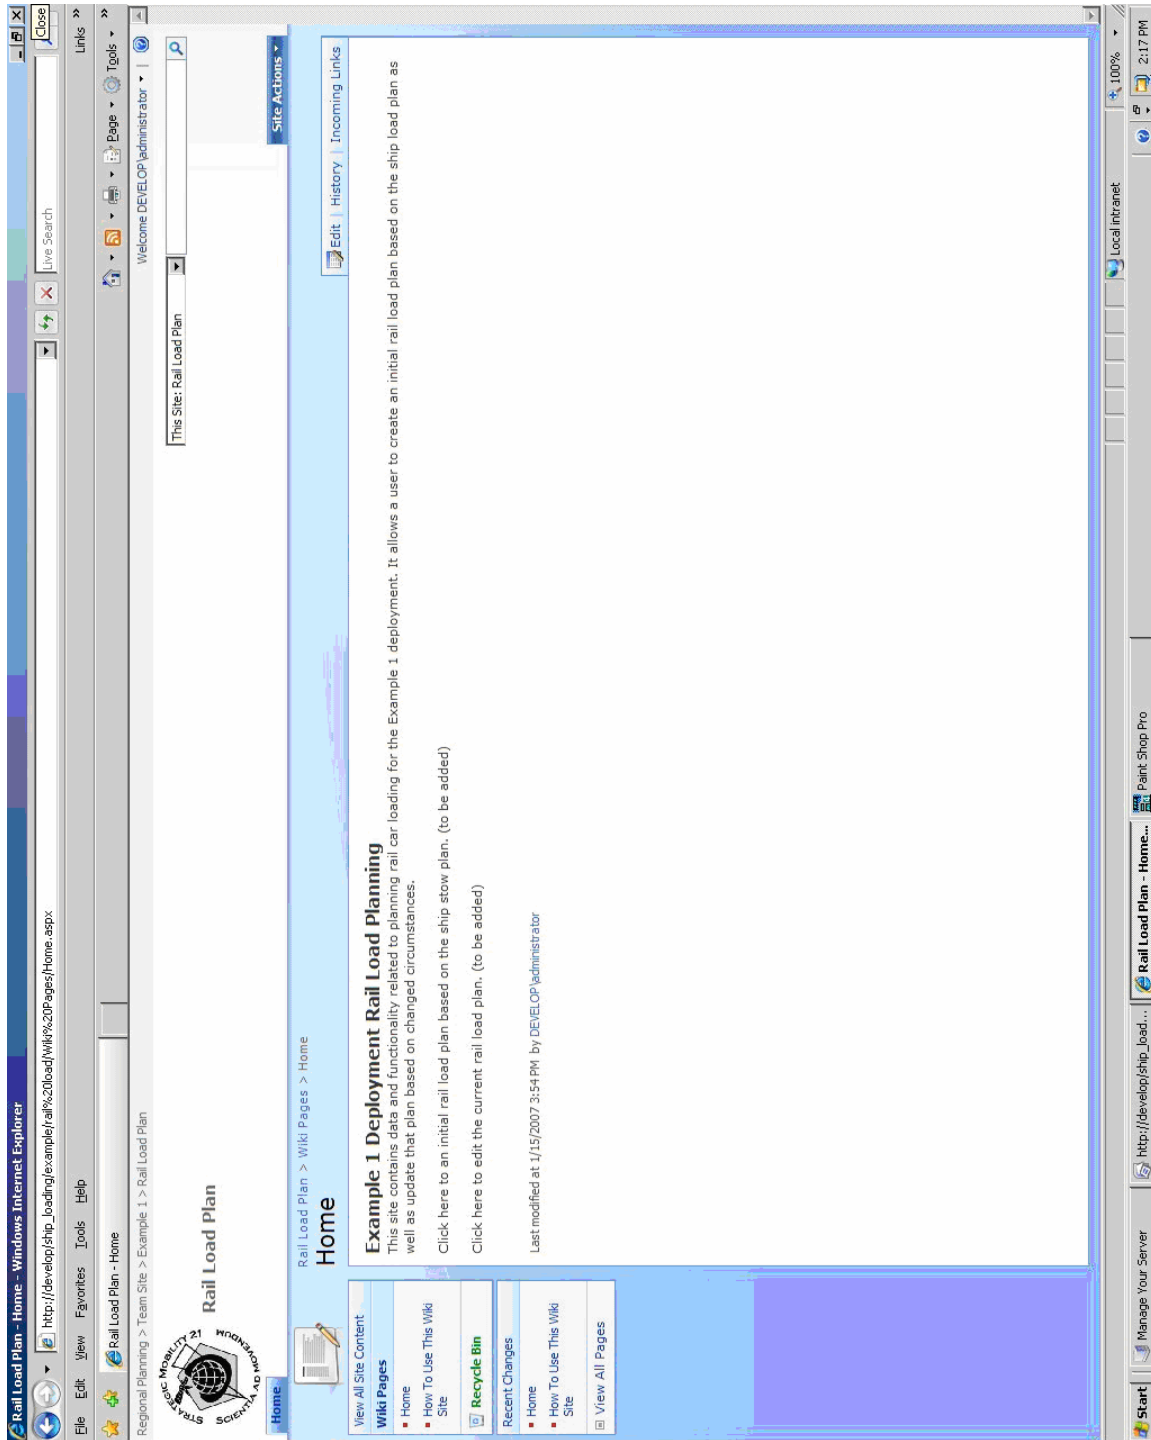 Rail Load Plan - Home - Windows Internet Explorer
Close
http://develop/ship_loading/example/rail%20load/Wiki%20Pages/Home.aspx
Live Search
File Edit View Favorites Tools Help
Links »
Rail Load Plan - Home
Page Tools »
Regional Planning > Team Site > Example 1 > Rail Load Plan
Welcome DEVELOP\administrator
STRATEGIC MOBILITY 21
SCIENTIA AD MOVENDUM
Rail Load Plan
This Site: Rail Load Plan
Home
Site Actions
Rail Load Plan > Wiki Pages > Home
Home
Edit | History | Incoming Links
View All Site Content
Wiki Pages
Home
How To Use This Wiki
Site
Recycle Bin
Recent Changes
Home
How To Use This Wiki
Site
View All Pages
Example 1 Deployment Rail Load Planning
This site contains data and functionality related to planning rail car loading for the Example 1 deployment. It allows a user to create an initial rail load plan based on the ship load plan as
well as update that plan based on changed circumstances.
Click here to an initial rail load plan based on the ship stow plan. (to be added)
Click here to edit the current rail load plan. (to be added)
Last modified at 1/15/2007 3:54 PM by DEVELOP\administrator
Local intranet
100%
Start
Manage Your Server
http://develop/ship_load...
Rail Load Plan - Home...
Paint Shop Pro
2:17 PM